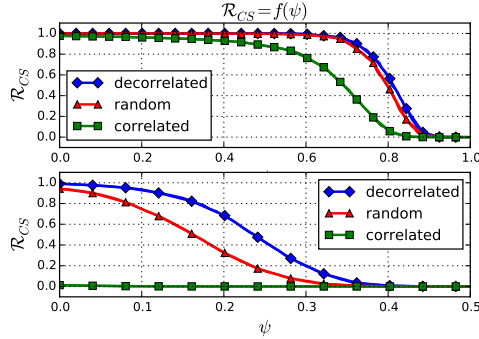 R_CS = f(ψ)
R_CS
1.0
0.8
0.6
0.4
0.2
0.0
decorrelated
random
correlated
0.0 0.2 0.4 0.6 0.8 1.0
R_CS
1.0
0.8
0.6
0.4
0.2
0.0
decorrelated
random
correlated
0.0 0.1 0.2 0.3 0.4 0.5
ψ